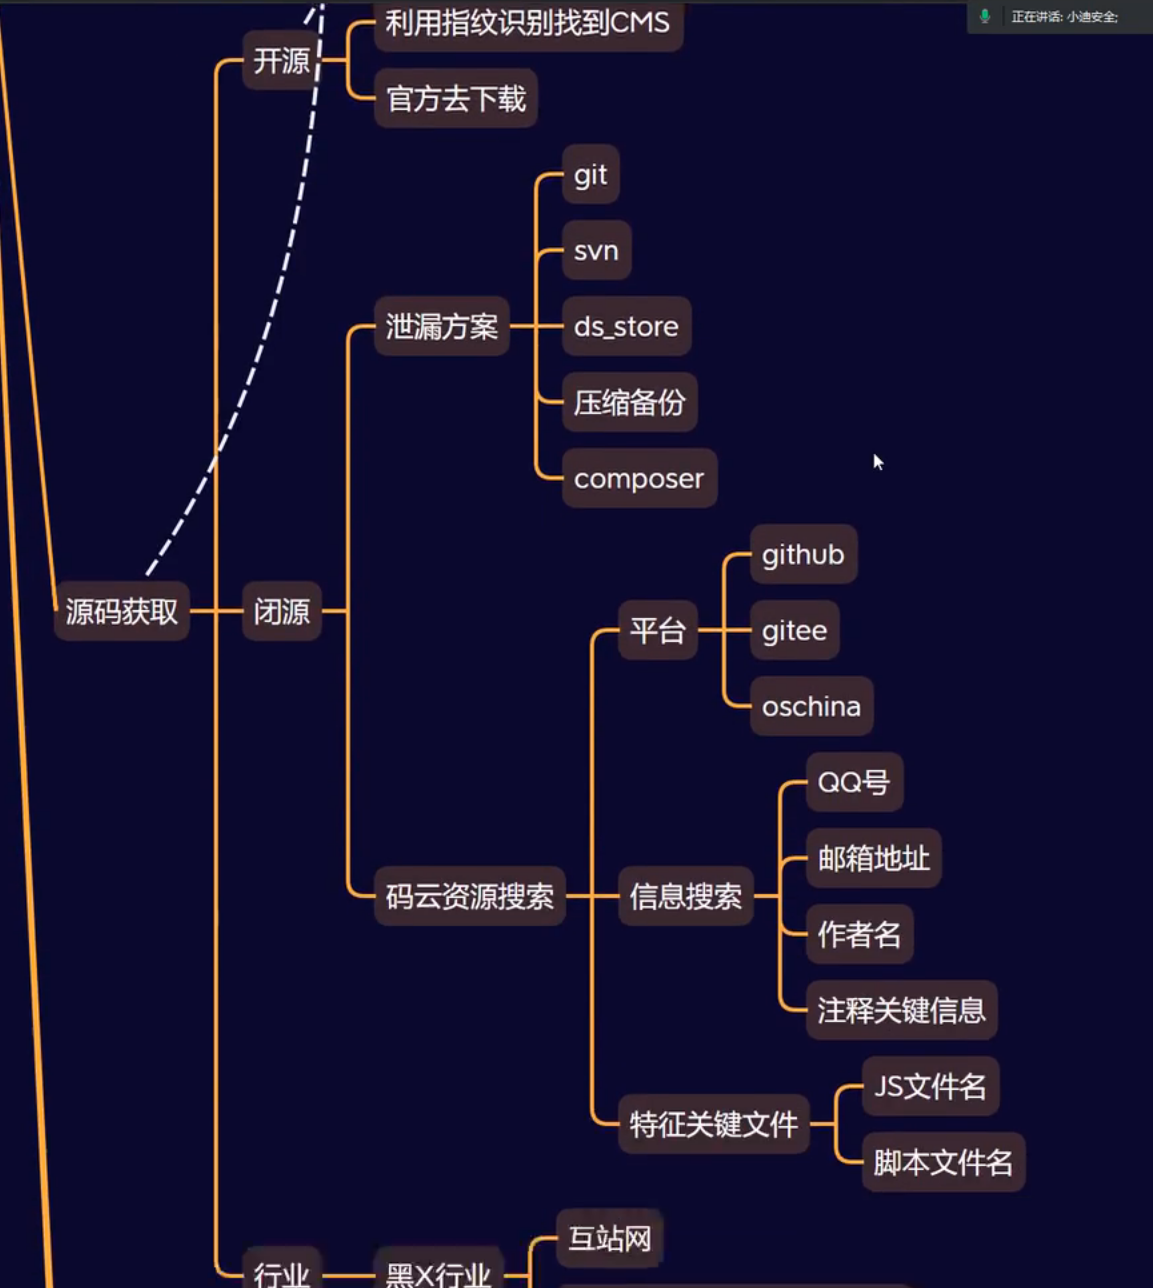 正在讲话: 小迪安全;
利用指纹识别找到CMS
开源
官方去下载
git
svn
泄漏方案
ds_store
压缩备份
composer
github
源码获取
闭源
平台
gitee
oschina
QQ号
邮箱地址
码云资源搜索
信息搜索
作者名
注释关键信息
JS文件名
特征关键文件
脚本文件名
互站网
行业
黑X行业